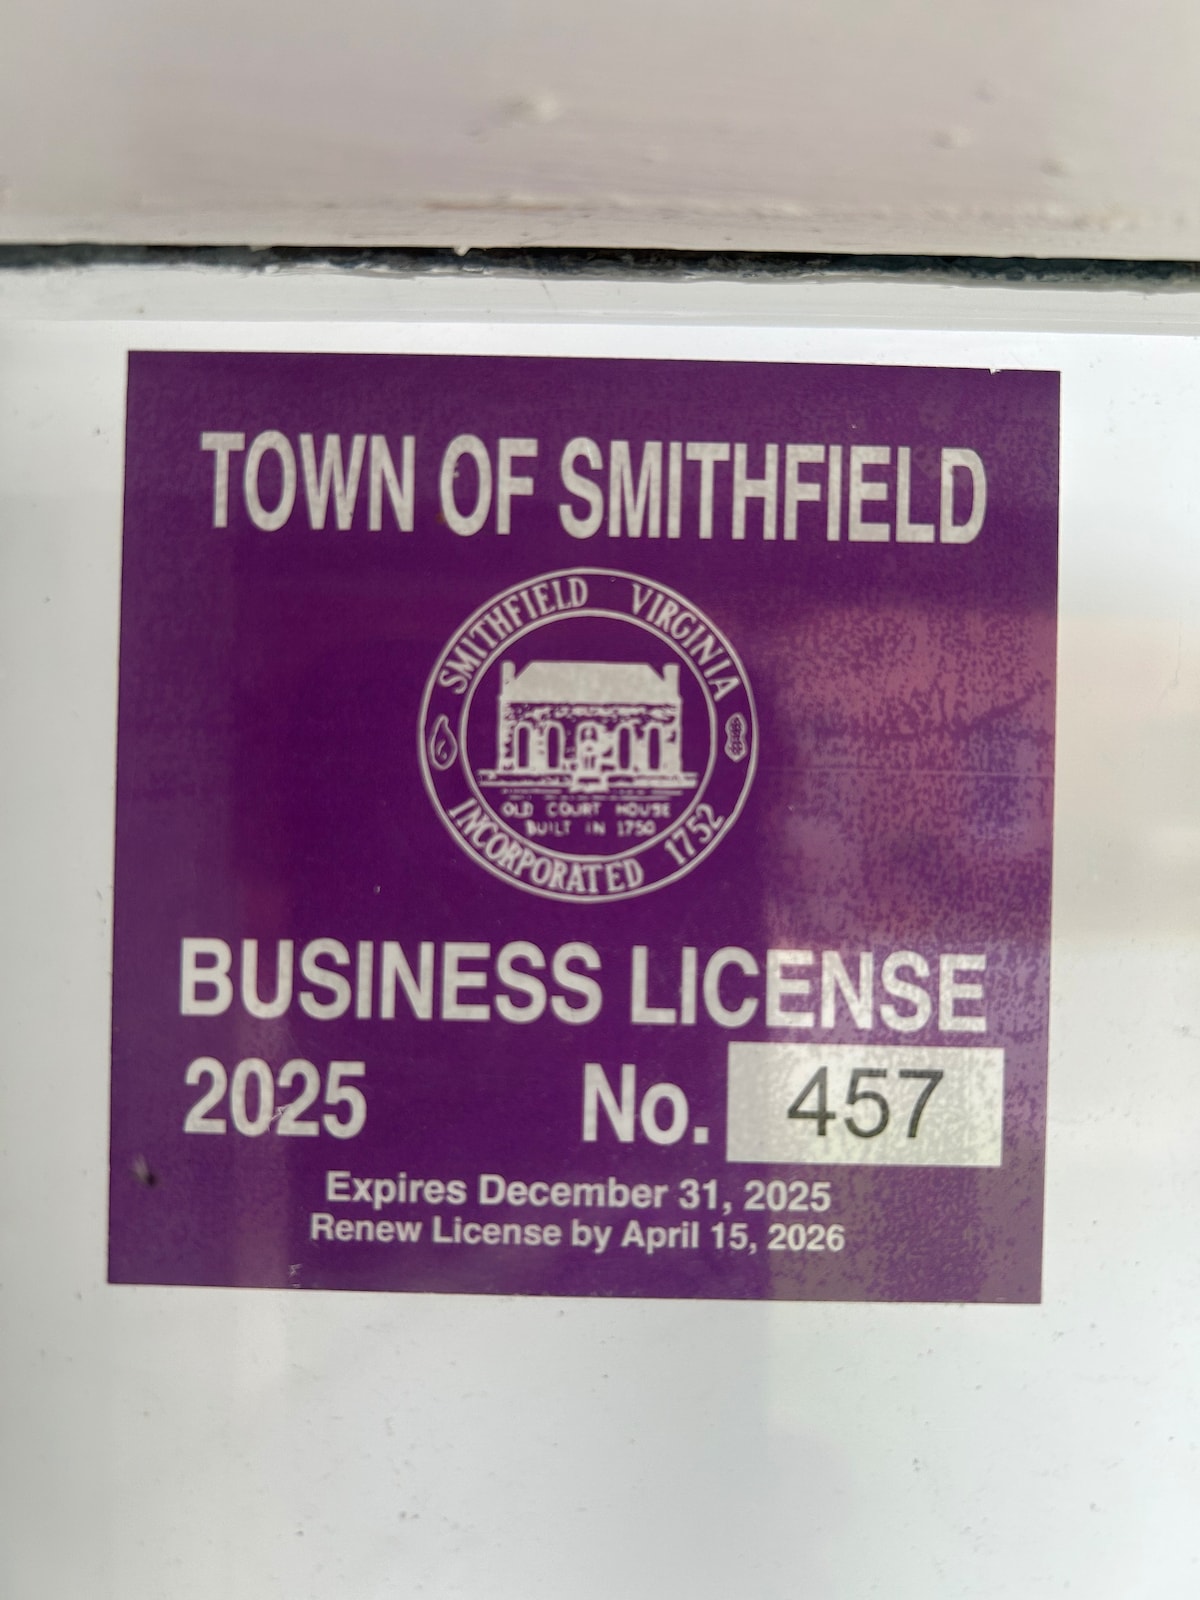 TOWN OF SMITHFIELD
SMITHFIELD VIRGINIA
OLD COURT HOUSE
BUILT IN 1750
INCORPORATED 1752
BUSINESS LICENSE
2025 No. 457
Expires December 31, 2025
Renew License by April 15, 2026